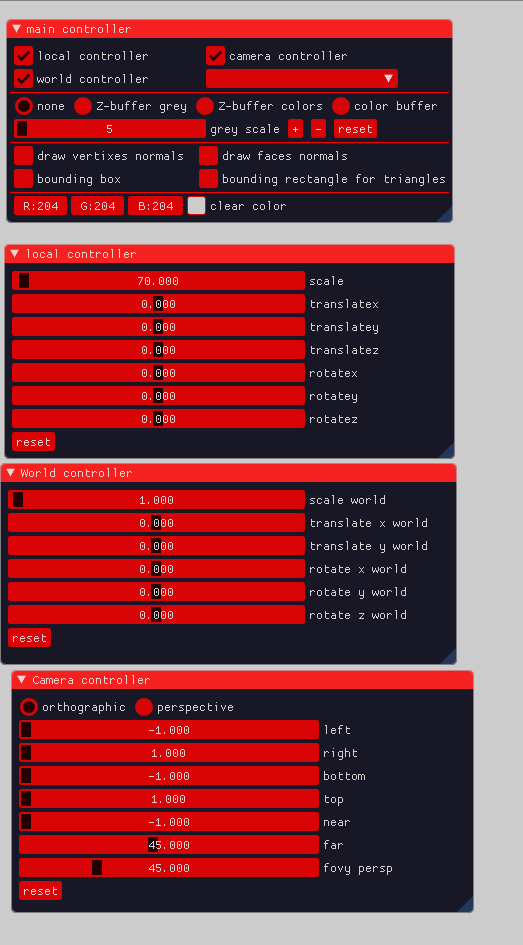 main controller
local controller camera controller
world controller
none Z-buffer grey Z-buffer colors color buffer
5 grey scale + - reset
draw vertixes normals draw faces normals
bounding box bounding rectangle for triangles
R:204 G:204 B:204 clear color
local controller
70.000 scale
0.000 translatex
0.000 translatey
0.000 translatez
0.000 rotatex
0.000 rotatey
0.000 rotatez
reset
World controller
1.000 scale world
0.000 translate x world
0.000 translate y world
0.000 rotate x world
0.000 rotate y world
0.000 rotate z world
reset
Camera controller
orthographic perspective
-1.000 left
1.000 right
-1.000 bottom
1.000 top
-1.000 near
45.000 far
45.000 fovy persp
reset